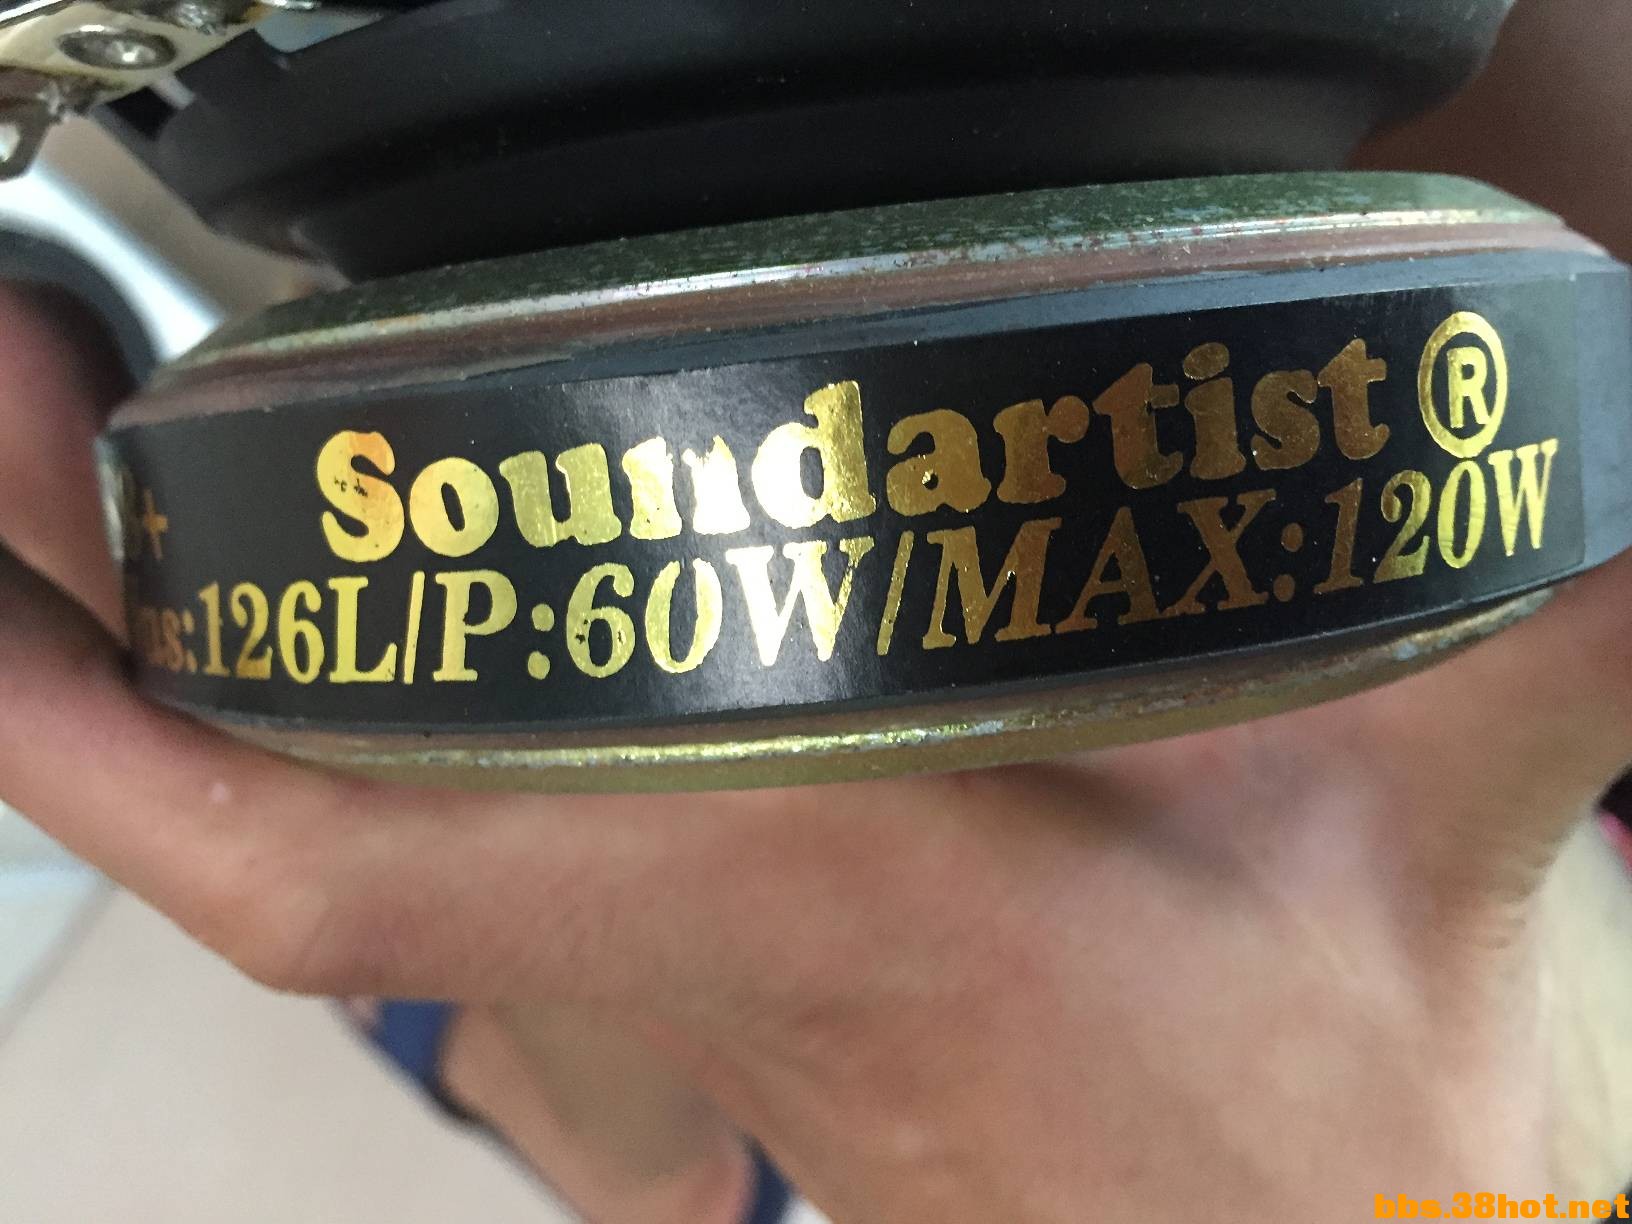 Soundartist ®
:126L/P:60W/MAX:120W
bbs.38hot.net